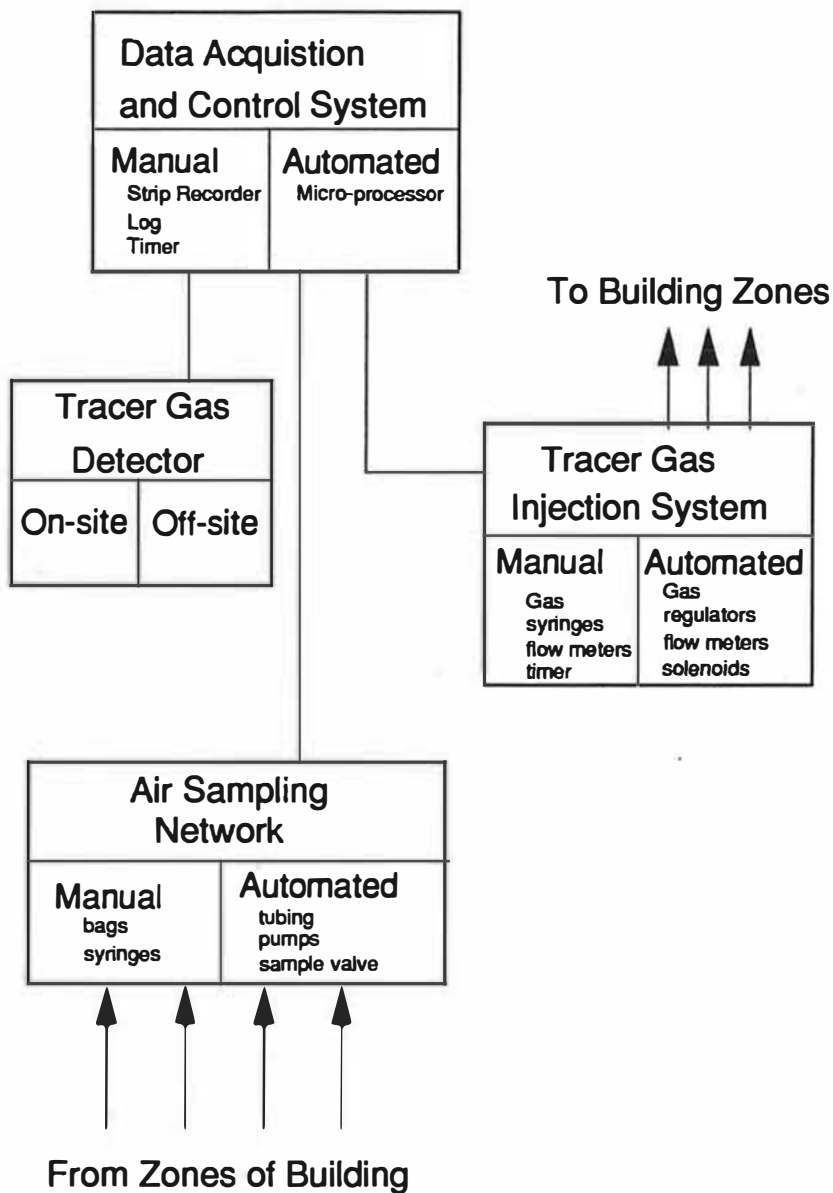 Data Acquistion
and Control System
Manual
Strip Recorder
Log
Timer
Automated
Micro-processor
To Building Zones
Tracer Gas
Detector
On-site
Off-site
Tracer Gas
Injection System
Manual
Gas
syringes
flow meters
timer
Automated
Gas
regulators
flow meters
solenoids
Air Sampling
Network
Manual
bags
syringes
Automated
tubing
pumps
sample valve
From Zones of Building